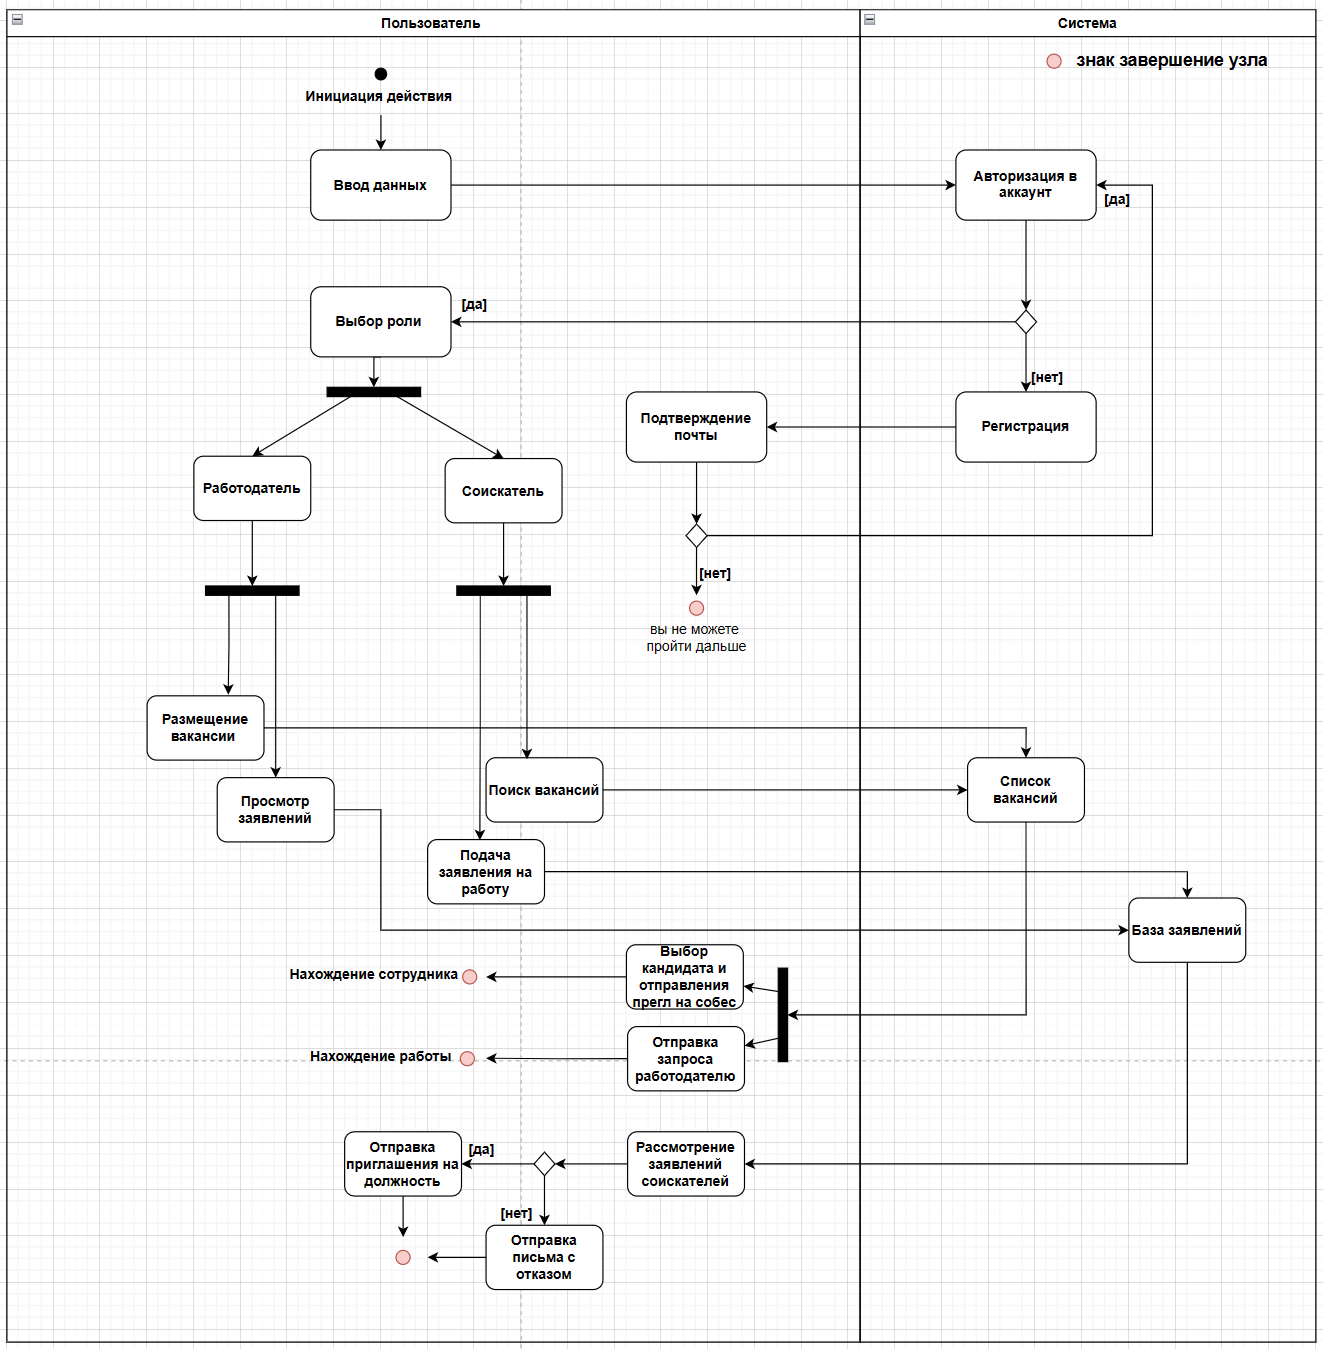 Пользователь
Система
знак завершение узла
Инициация действия
Ввод данных
Авторизация в
аккаунт
[да]
Выбор роли
[да]
[нет]
Подтверждение
почты
Регистрация
Работодатель
Соискатель
[нет]
вы не можете
пройти дальше
Размещение
вакансии
Просмотр
заявлений
Поиск вакансий
Список
вакансий
Подача
заявления на
работу
База заявлений
Выбор
кандидата и
отправления
прегл на собес
Нахождение сотрудника
Отправка
запроса
работодателю
Нахождение работы
Отправка
приглашения на
должность
[да]
Рассмотрение
заявлений
соискателей
[нет]
Отправка
письма с
отказом